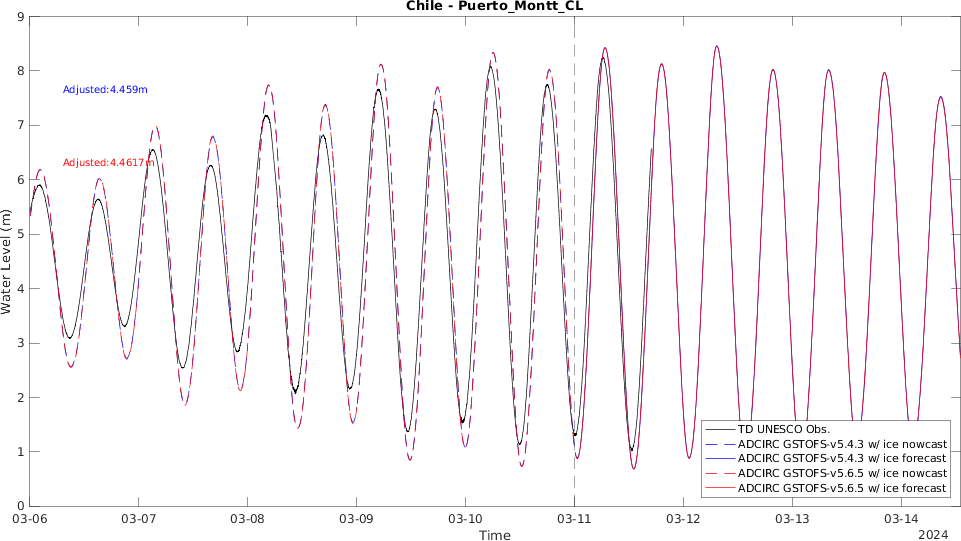 Chile - Puerto_Montt_CL
9
8
7
6
5
4
3
2
1
0
Water Level (m)
Adjusted:4.459m
Adjusted:4.4617m
TD UNESCO Obs.
ADCIRC GSTOFS-v5.4.3 w/ ice nowcast
ADCIRC GSTOFS-v5.4.3 w/ ice forecast
ADCIRC GSTOFS-v5.6.5 w/ ice nowcast
ADCIRC GSTOFS-v5.6.5 w/ ice forecast
03-06 03-07 03-08 03-09 03-10 03-11 03-12 03-13 03-14
Time
2024